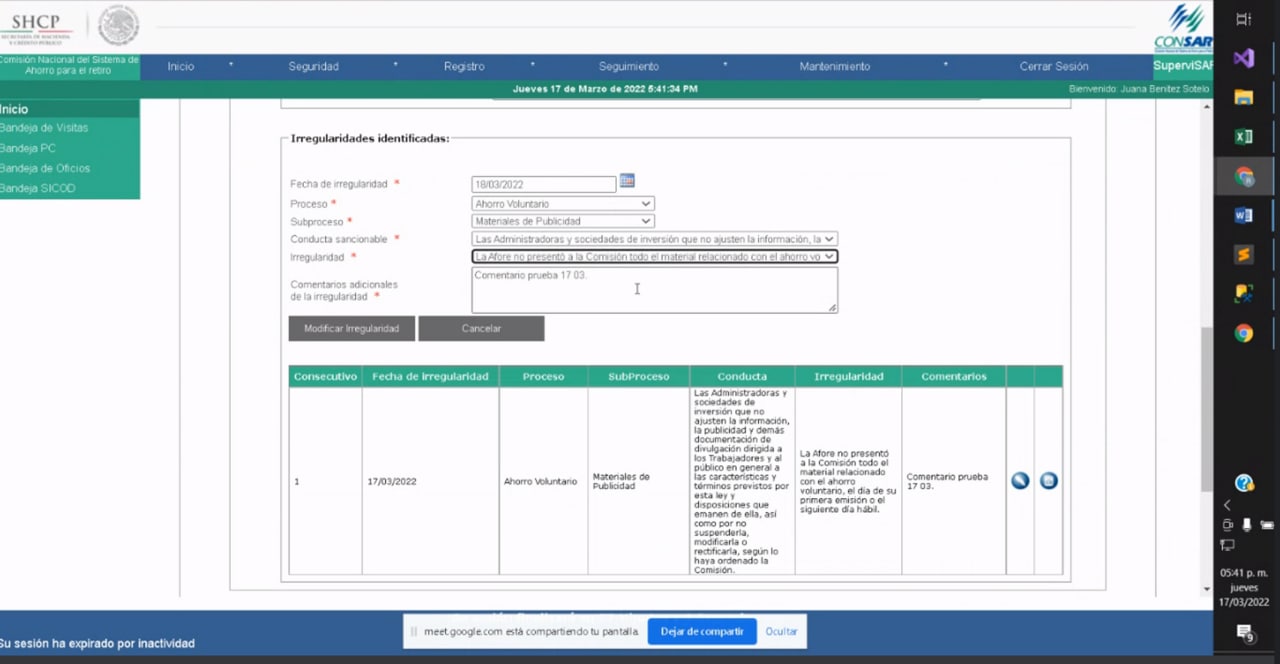 SHCP
SECRETARÍA DE HACIENDA
Y CRÉDITO PÚBLICO
CONSAR
Comisión Nacional del Sistema de
Ahorro para el retiro
Inicio
Seguridad
Registro
Seguimiento
Mantenimiento
Cerrar Sesión
SuperviSAR
Jueves 17 de Marzo de 2022 5:41:34 PM
Bienvenido: Juana Benitez Sotelo
Inicio
Bandeja de Visitas
Bandeja PC
Bandeja de Oficios
Bandeja SICOD
Irregularidades identificadas:
Fecha de irregularidad * 18/03/2022
Proceso * Ahorro Voluntario
Subproceso * Materiales de Publicidad
Conducta sancionable * Las Administradoras y sociedades de inversión que no ajusten la información, la
Irregularidad * La Afore no presentó a la Comisión todo el material relacionado con el ahorro vo
Comentarios adicionales
de la irregularidad *
Comentario prueba 17 03.
Modificar Irregularidad
Cancelar
Consecutivo Fecha de irregularidad Proceso SubProceso Conducta Irregularidad Comentarios
1
17/03/2022
Ahorro Voluntario
Materiales de
Publicidad
Las Administradoras y
sociedades de
inversión que no
ajusten la información,
la publicidad y demás
documentación de
divulgación dirigida a
los Trabajadores y al
público en general a
las características y
términos previstos por
esta ley y
disposiciones que
emanen de ella, así
como por no
suspenderla,
modificarla o
rectificarla, según lo
haya ordenado la
Comisión.
La Afore no presentó
a la Comisión todo el
material relacionado
con el ahorro
voluntario, el día de su
primera emisión o el
siguiente día hábil.
Comentario prueba
17 03.
Su sesión ha expirado por inactividad
meet.google.com está compartiendo tu pantalla.
Dejar de compartir
Ocultar
05:41 p. m.
jueves
17/03/2022
9